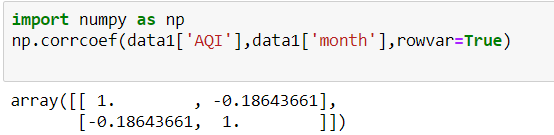 import numpy as np
np.corrcoef(data1['AQI'],data1['month'],rowvar=True)
array([[ 1.        , -0.18643661],
       [-0.18643661,  1.        ]])